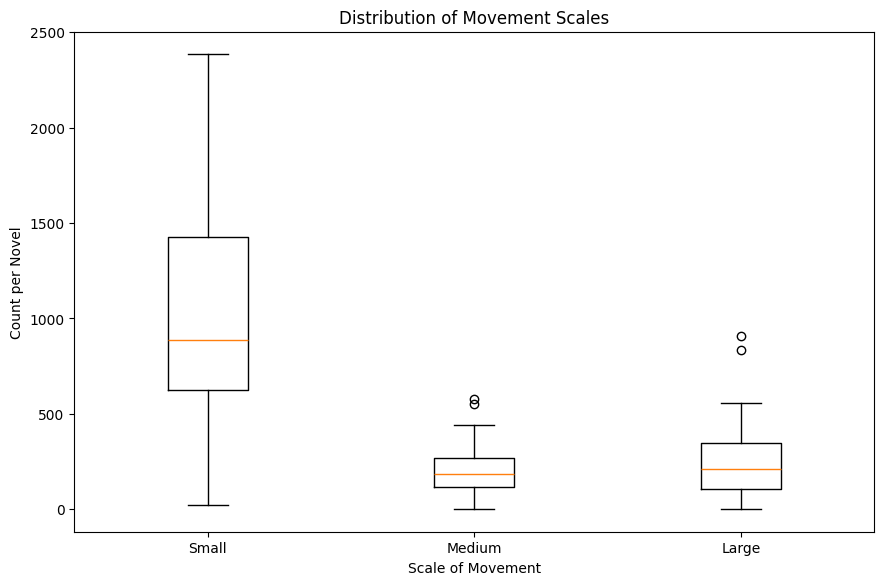 Distribution of Movement Scales
2500
2000
1500
1000
500
0
Count per Novel
Small Medium Large
Scale of Movement